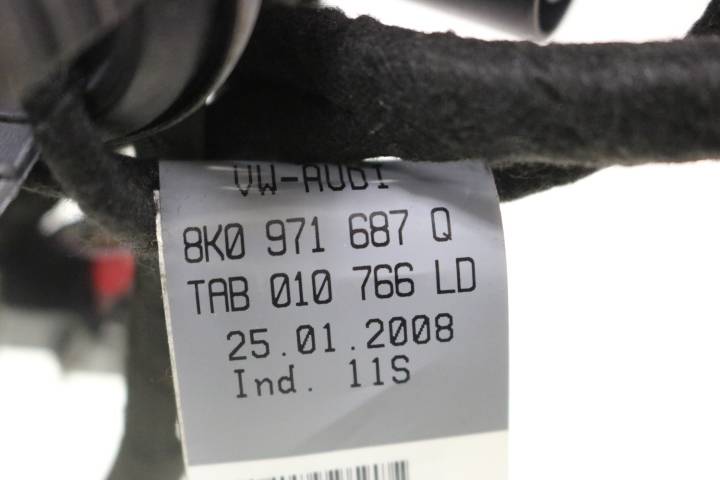 VW-AUDI
8K0 971 687 Q
TAB 010 766 LD
25.01.2008
Ind. 11S